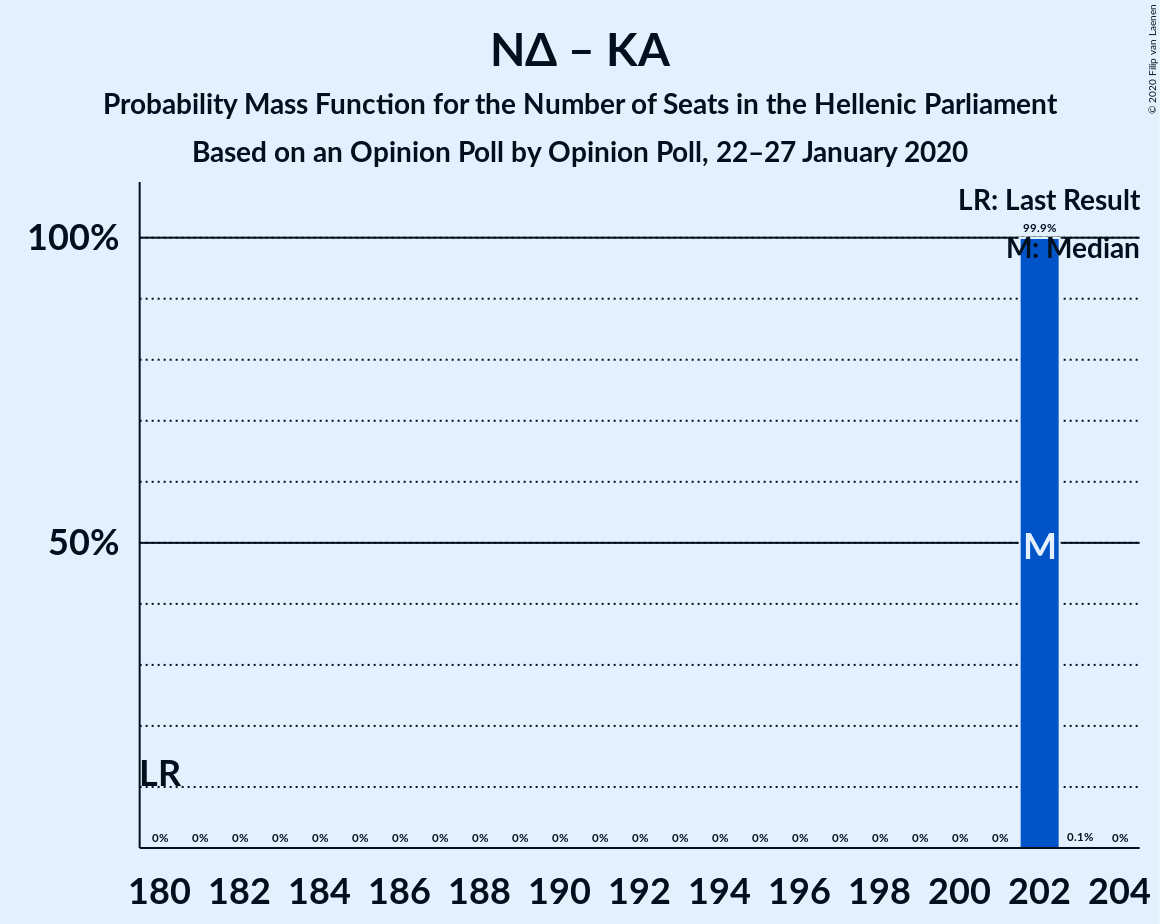 ΝΔ – ΚΑ
Probability Mass Function for the Number of Seats in the Hellenic Parliament
Based on an Opinion Poll by Opinion Poll, 22–27 January 2020
© 2020 Filip van Laenen
LR: Last Result
M: Median
100%
50%
99.9%
M
LR
0% 0% 0% 0% 0% 0% 0% 0% 0% 0% 0% 0% 0% 0% 0% 0% 0% 0% 0% 0% 0% 0% 0.1% 0%
180 182 184 186 188 190 192 194 196 198 200 202 204